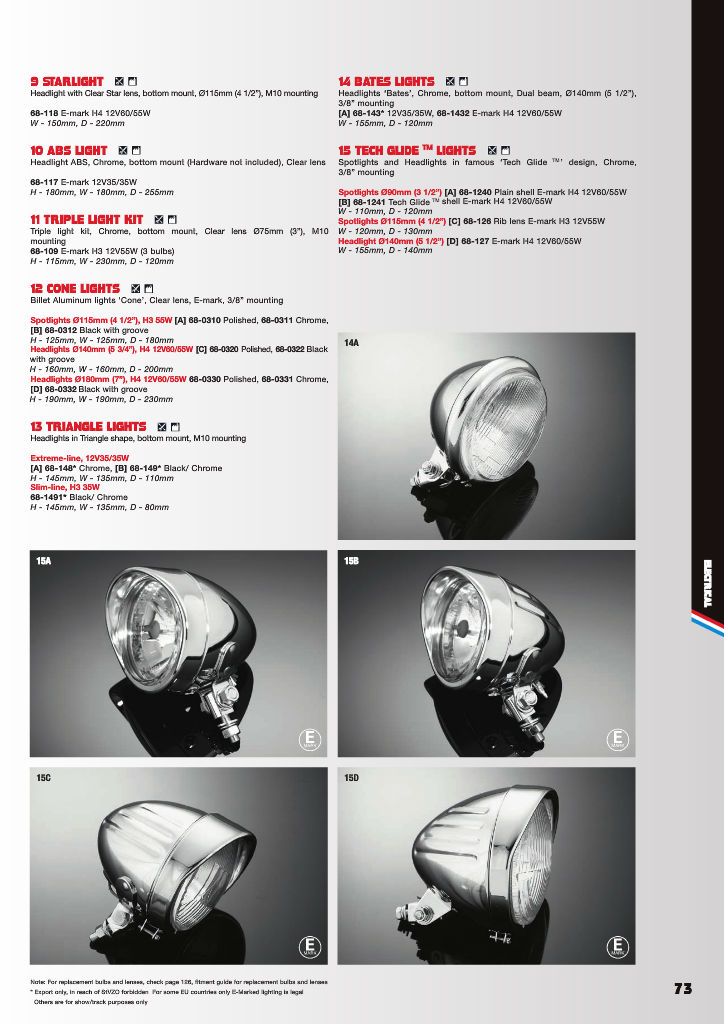 9 STARLIGHT
Headlight with Clear Star lens, bottom mount, Ø115mm (4 1/2"), M10 mounting
68-118 E-mark H4 12V60/55W
W - 150mm, D - 220mm
10 ABS LIGHT
Headlight ABS, Chrome, bottom mount (Hardware not included), Clear lens
68-117 E-mark 12V35/35W
H - 180mm, W - 180mm, D - 255mm
11 TRIPLE LIGHT KIT
Triple light kit, Chrome, bottom mount, Clear lens Ø75mm (3"), M10
mounting
68-109 E-mark H3 12V55W (3 bulbs)
H - 115mm, W - 230mm, D - 120mm
12 CONE LIGHTS
Billet Aluminum lights 'Cone', Clear lens, E-mark, 3/8" mounting
Spotlights Ø115mm (4 1/2"), H3 55W [A] 68-0310 Polished, 68-0311 Chrome,
[B] 68-0312 Black with groove
H - 125mm, W - 125mm, D - 180mm
Headlights Ø140mm (5 3/4"), H4 12V60/55W [C] 68-0320 Polished, 68-0322 Black
with groove
H - 160mm, W - 160mm, D - 200mm
Headlights Ø180mm (7"), H4 12V60/55W 68-0330 Polished, 68-0331 Chrome,
[D] 68-0332 Black with groove
H - 190mm, W - 190mm, D - 230mm
13 TRIANGLE LIGHTS
Headlights in Triangle shape, bottom mount, M10 mounting
Extreme-line, 12V35/35W
[A] 68-148* Chrome, [B] 68-149* Black/ Chrome
H - 145mm, W - 135mm, D - 110mm
Slim-line, H3 35W
68-1491* Black/ Chrome
H - 145mm, W - 135mm, D - 80mm
14 BATES LIGHTS
Headlights 'Bates', Chrome, bottom mount, Dual beam, Ø140mm (5 1/2"),
3/8" mounting
[A] 68-143* 12V35/35W, 68-1432 E-mark H4 12V60/55W
W - 155mm, D - 120mm
15 TECH GLIDE ™ LIGHTS
Spotlights and Headlights in famous 'Tech Glide ™' design, Chrome,
3/8" mounting
Spotlights Ø90mm (3 1/2") [A] 68-1240 Plain shell E-mark H4 12V60/55W
[B] 68-1241 Tech Glide ™ shell E-mark H4 12V60/55W
W - 110mm, D - 120mm
Spotlights Ø115mm (4 1/2") [C] 68-126 Rib lens E-mark H3 12V55W
W - 120mm, D - 130mm
Headlight Ø140mm (5 1/2") [D] 68-127 E-mark H4 12V60/55W
W - 155mm, D - 140mm
14A
ELECTRICAL
15A
E
MARK
15B
E
MARK
15C
E
MARK
15D
E
MARK
Note: For replacement bulbs and lenses, check page 126, fitment guide for replacement bulbs and lenses
* Export only, in reach of StVZO forbidden For some EU countries only E-Marked lighting is legal
Others are for show/track purposes only
73